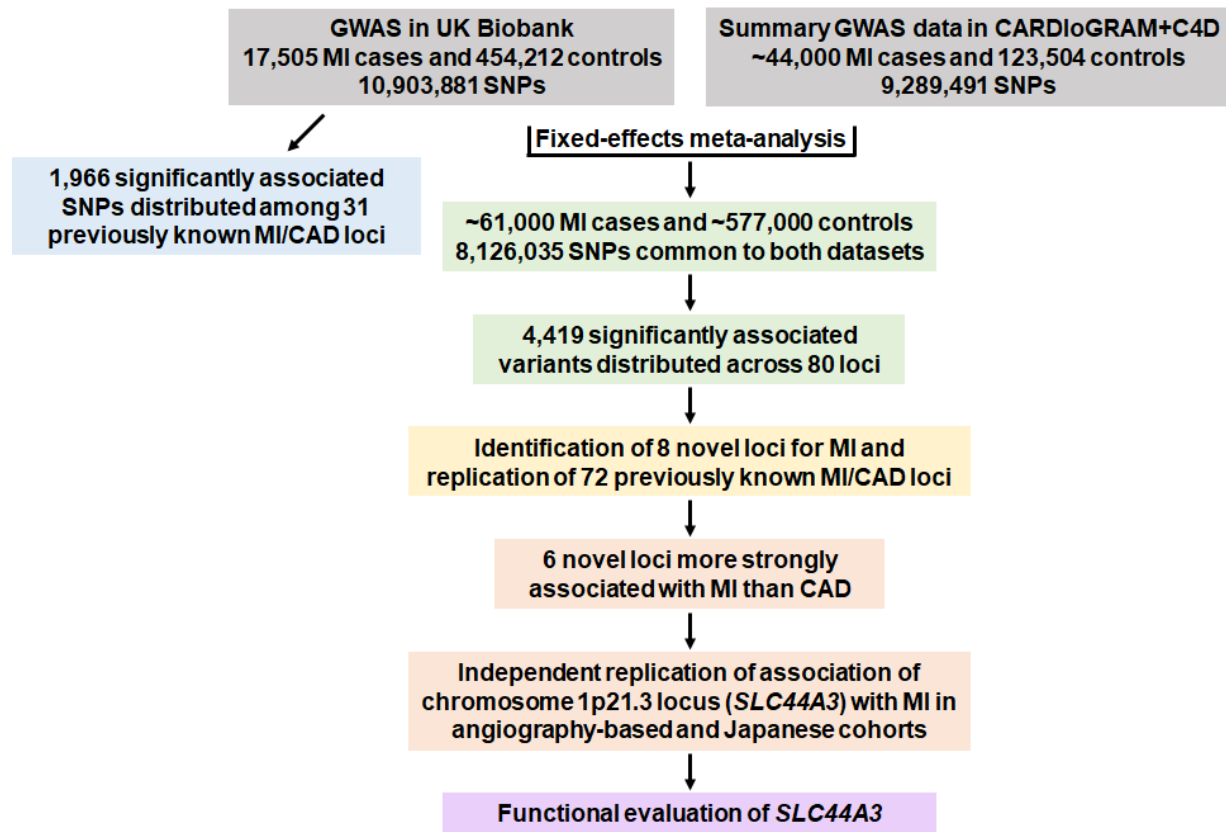 GWAS in UK Biobank
17,505 MI cases and 454,212 controls
10,903,881 SNPs
Summary GWAS data in CARDIoGRAM+C4D
~44,000 MI cases and 123,504 controls
9,289,491 SNPs
Fixed-effects meta-analysis
1,966 significantly associated
SNPs distributed among 31
previously known MI/CAD loci
~61,000 MI cases and ~577,000 controls
8,126,035 SNPs common to both datasets
4,419 significantly associated
variants distributed across 80 loci
Identification of 8 novel loci for MI and
replication of 72 previously known MI/CAD loci
6 novel loci more strongly
associated with MI than CAD
Independent replication of association of
chromosome 1p21.3 locus (SLC44A3) with MI in
angiography-based and Japanese cohorts
Functional evaluation of SLC44A3